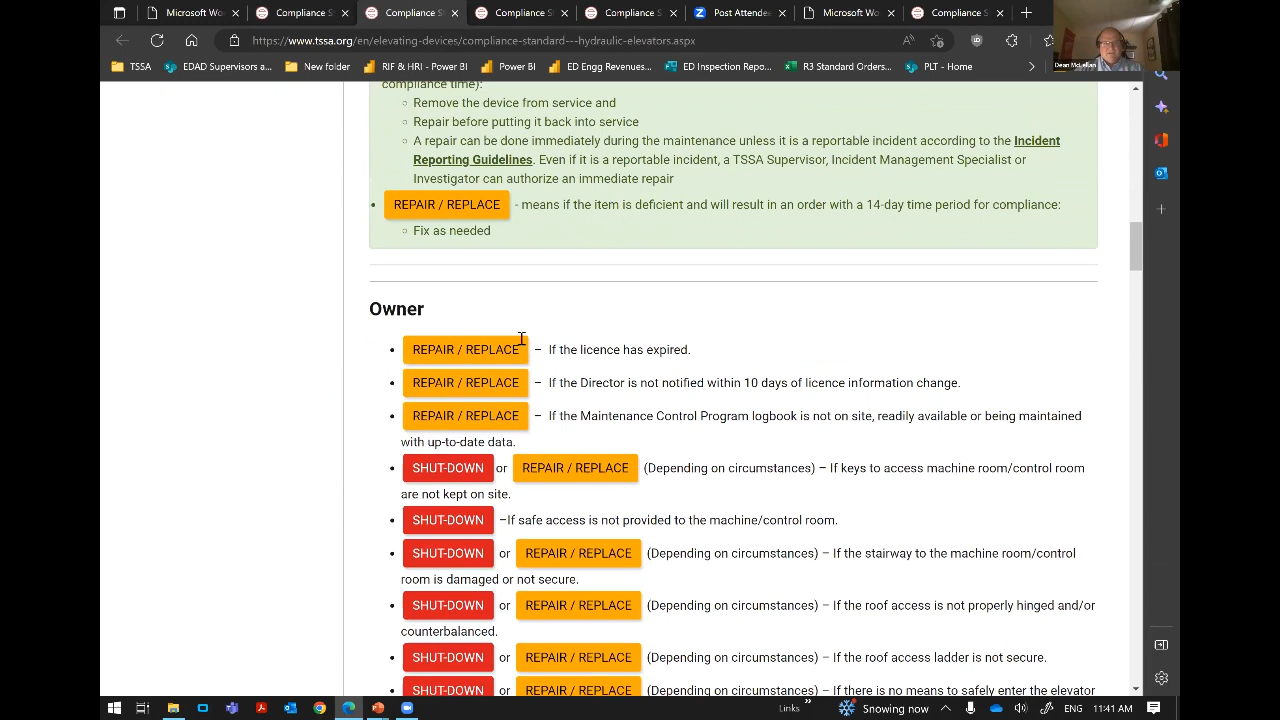 Microsoft Wo
Compliance S
Compliance S
Compliance S
Compliance S
Post Attende
Microsoft Wo
Compliance S
https://www.tssa.org/en/elevating-devices/compliance-standard---hydraulic-elevators.aspx
Dean McLellan
TSSA
EDAD Supervisors a
New folder
RIF & HRI - Power BI
Power BI
ED Engg Revenues...
ED Inspection Repo...
R3 Standard Orders...
PLT - Home
compliance time):
Remove the device from service and
Repair before putting it back into service
A repair can be done immediately during the maintenance unless it is a reportable incident according to the Incident
Reporting Guidelines. Even if it is a reportable incident, a TSSA Supervisor, Incident Management Specialist or
Investigator can authorize an immediate repair
REPAIR / REPLACE - means if the item is deficient and will result in an order with a 14-day time period for compliance:
Fix as needed
Owner
REPAIR / REPLACE – If the licence has expired.
REPAIR / REPLACE – If the Director is not notified within 10 days of licence information change.
REPAIR / REPLACE – If the Maintenance Control Program logbook is not on site, readily available or being maintained
with up-to-date data.
SHUT-DOWN or REPAIR / REPLACE (Depending on circumstances) – If keys to access machine room/control room
are not kept on site.
SHUT-DOWN –If safe access is not provided to the machine/control room.
SHUT-DOWN or REPAIR / REPLACE (Depending on circumstances) – If the stairway to the machine room/control
room is damaged or not secure.
SHUT-DOWN or REPAIR / REPLACE (Depending on circumstances) – If the roof access is not properly hinged and/or
counterbalanced.
SHUT-DOWN or REPAIR / REPLACE (Depending on circumstances) – If the roof access ladder is not secure.
SHUT-DOWN or REPAIR / REPLACE (Depending on circumstances) – If there is no means to safely enter the elevator
Links
Snowing now
11:41 AM